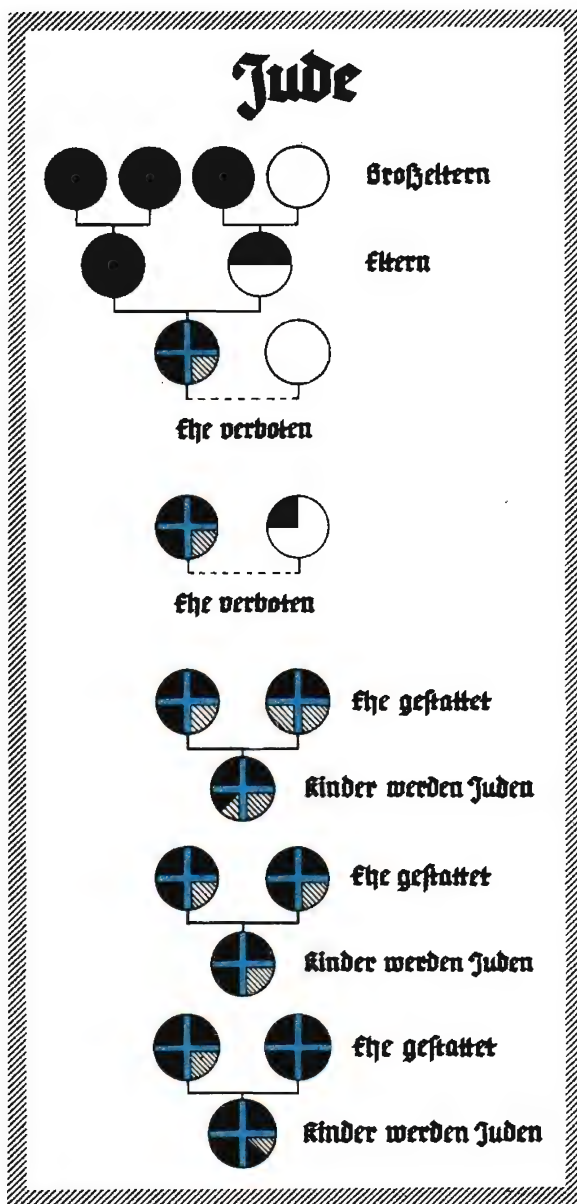 Jude
Großeltern
Eltern
Ehe verboten
Ehe verboten
Ehe gestattet
Kinder werden Juden
Ehe gestattet
Kinder werden Juden
Ehe gestattet
Kinder werden Juden